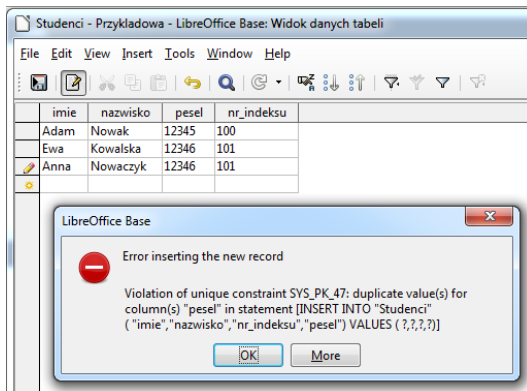 Studenci - Przykladowa - LibreOffice Base: Widok danych tabeli
File Edit View Insert Tools Window Help
imie nazwisko pesel nr_indeksu
Adam Nowak 12345 100
Ewa Kowalska 12346 101
Anna Nowaczyk 12346 101
LibreOffice Base
Error inserting the new record
Violation of unique constraint SYS_PK_47: duplicate value(s) for
column(s) "pesel" in statement [INSERT INTO "Studenci"
( "imie","nazwisko","nr_indeksu","pesel") VALUES ( ?,?,?,?)]
OK More